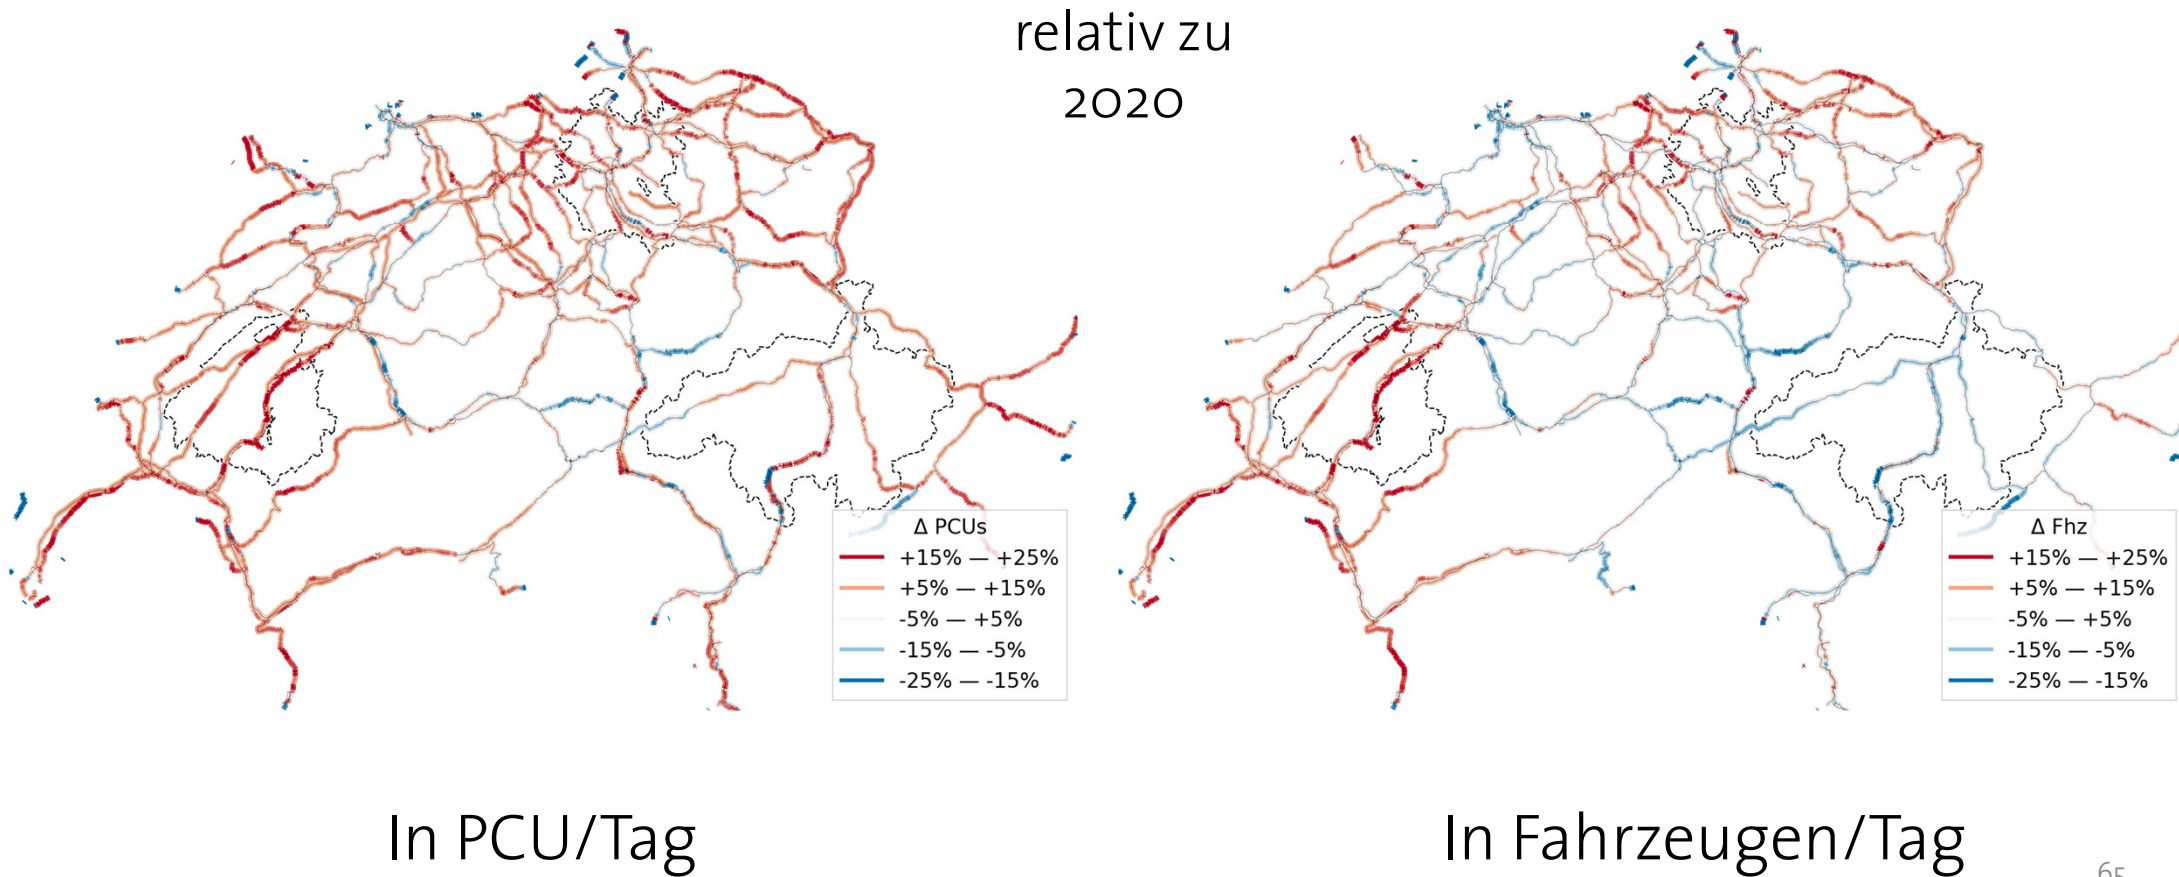 relativ zu
2020
Δ PCUs
+15% — +25%
+5% — +15%
-5% — +5%
-15% — -5%
-25% — -15%
Δ Fhz
+15% — +25%
+5% — +15%
-5% — +5%
-15% — -5%
-25% — -15%
In PCU/Tag
In Fahrzeugen/Tag
65